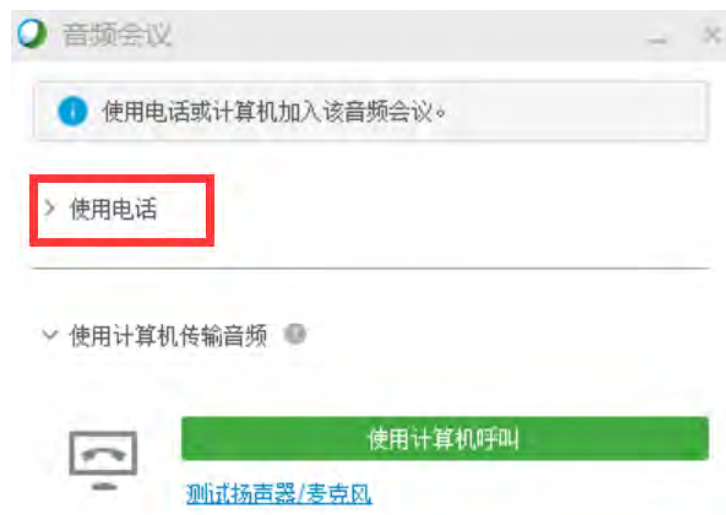 音频会议
使用电话或计算机加入该音频会议。
使用电话
使用计算机传输音频
使用计算机呼叫
测试扬声器/麦克风